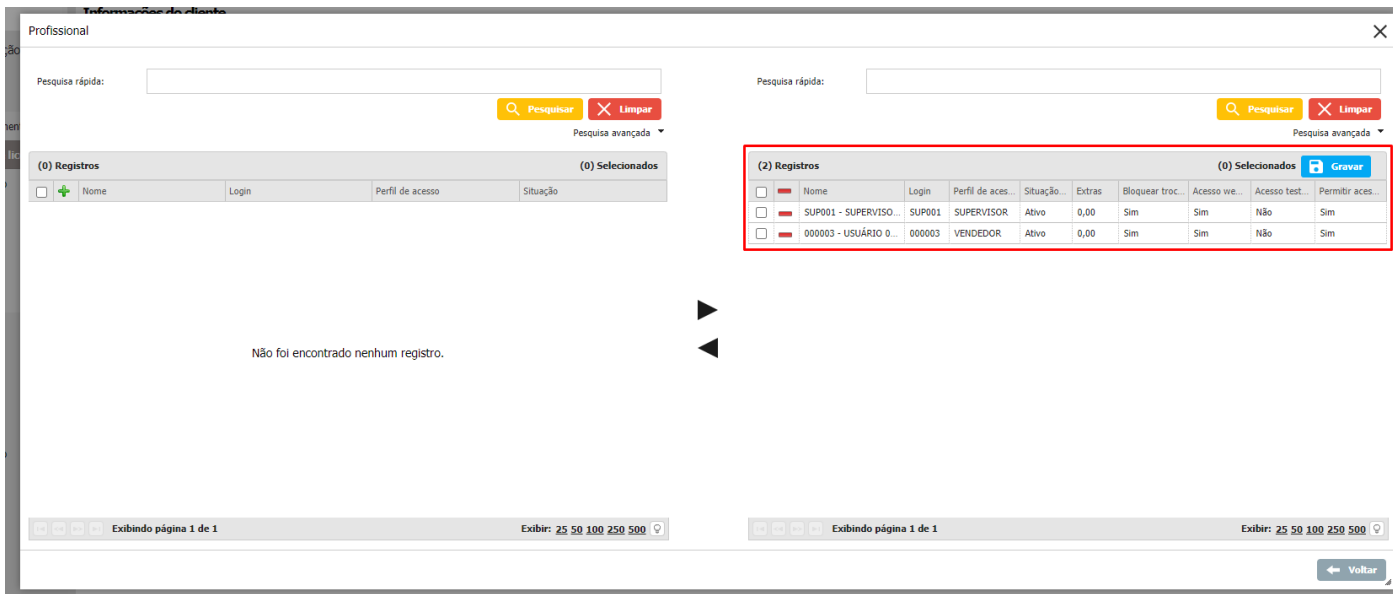 Informações do cliente
Profissional
Pesquisa rápida:
Pesquisar Limpar
Pesquisa avançada
(0) Registros (0) Selecionados
Nome Login Perfil de acesso Situação
Não foi encontrado nenhum registro.
Exibindo página 1 de 1 Exibir: 25 50 100 250 500
Pesquisa rápida:
Pesquisar Limpar
Pesquisa avançada
(2) Registros (0) Selecionados Gravar
Nome Login Perfil de aces... Situação... Extras Bloquear troc... Acesso we... Acesso test... Permitir aces...
SUP001 - SUPERVISO... SUP001 SUPERVISOR Ativo 0,00 Sim Sim Não Sim
000003 - USUÁRIO 0... 000003 VENDEDOR Ativo 0,00 Sim Sim Não Sim
Exibindo página 1 de 1 Exibir: 25 50 100 250 500
Voltar